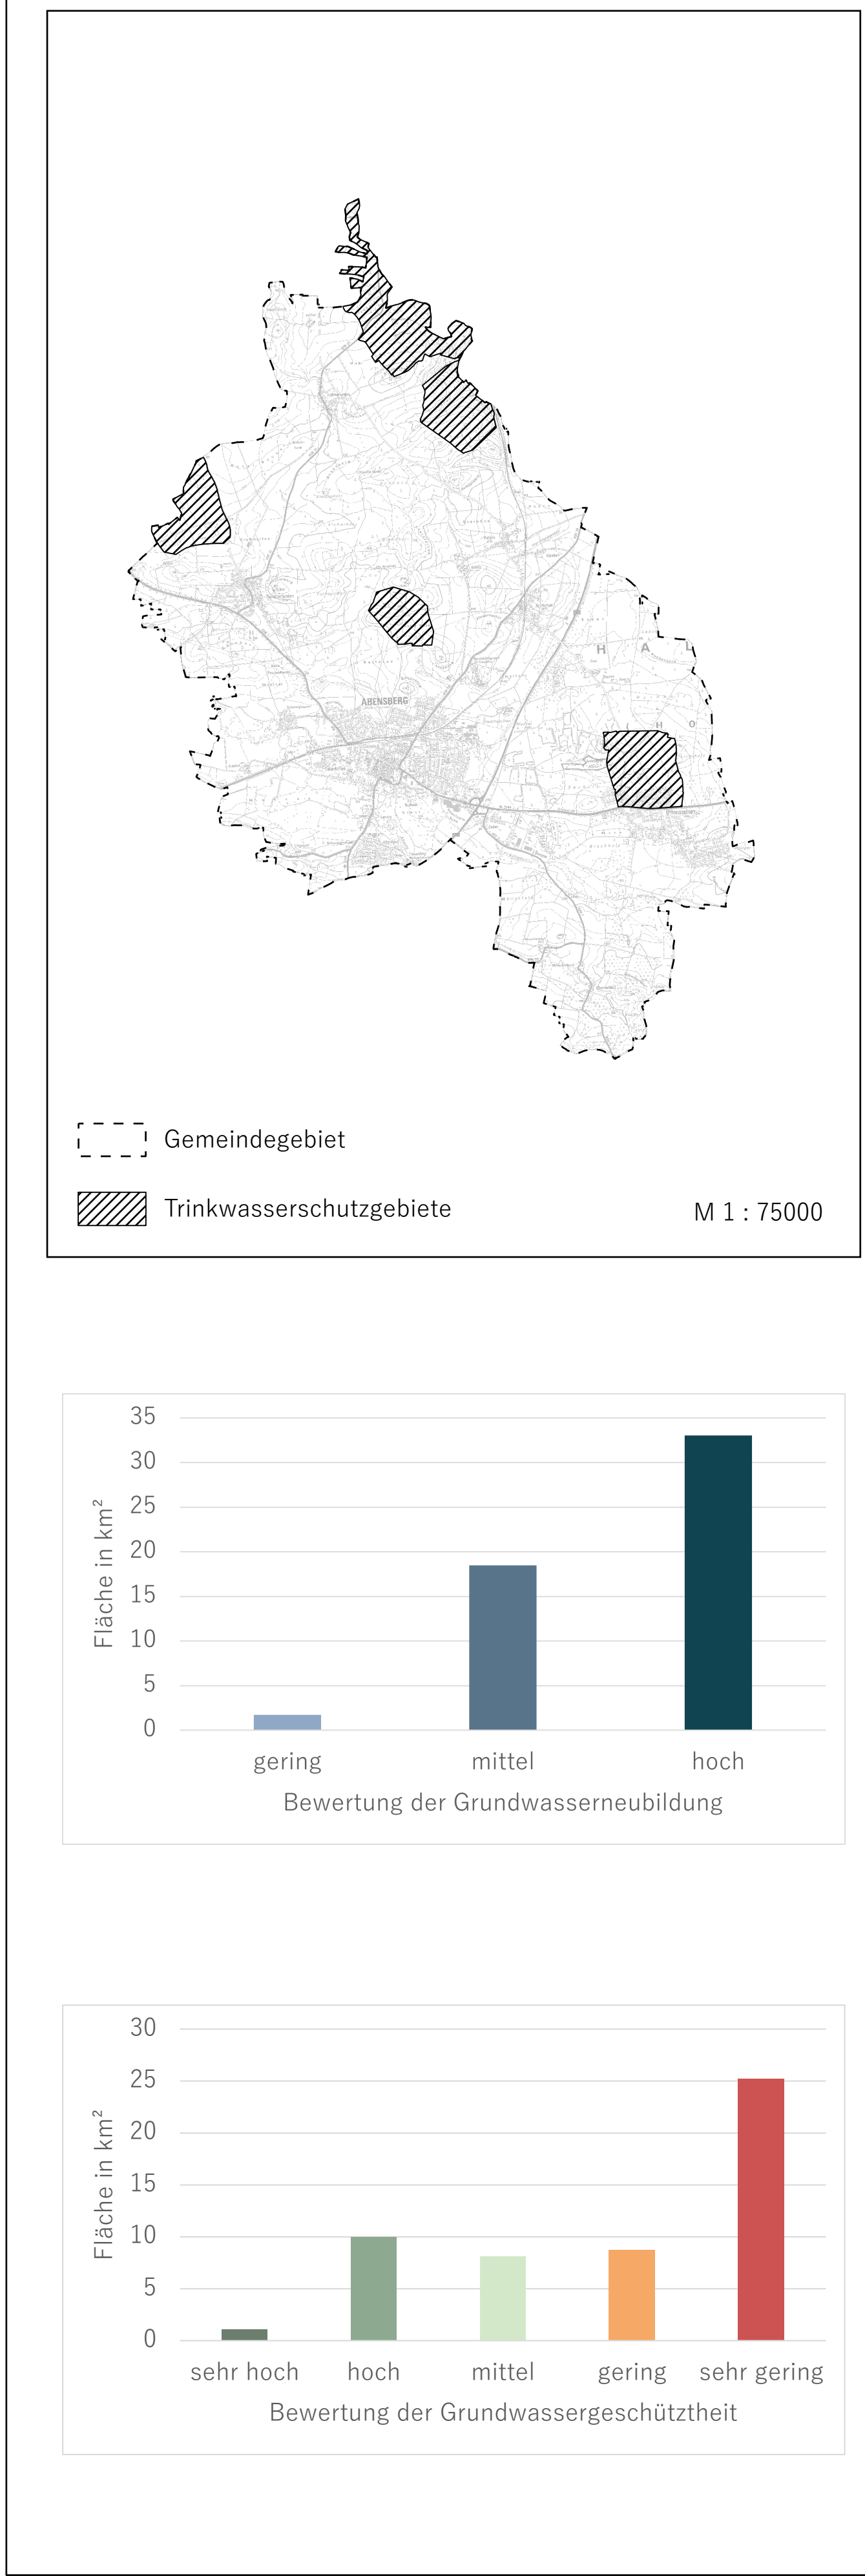 H A L
ABENSBERG
H O
Gemeindegebiet
Trinkwasserschutzgebiete
M 1 : 75000
35
30
25
20
15
10
5
0
Fläche in km²
gering mittel hoch
Bewertung der Grundwasserneubildung
30
25
20
15
10
5
0
Fläche in km²
sehr hoch hoch mittel gering sehr gering
Bewertung der Grundwassergeschütztheit